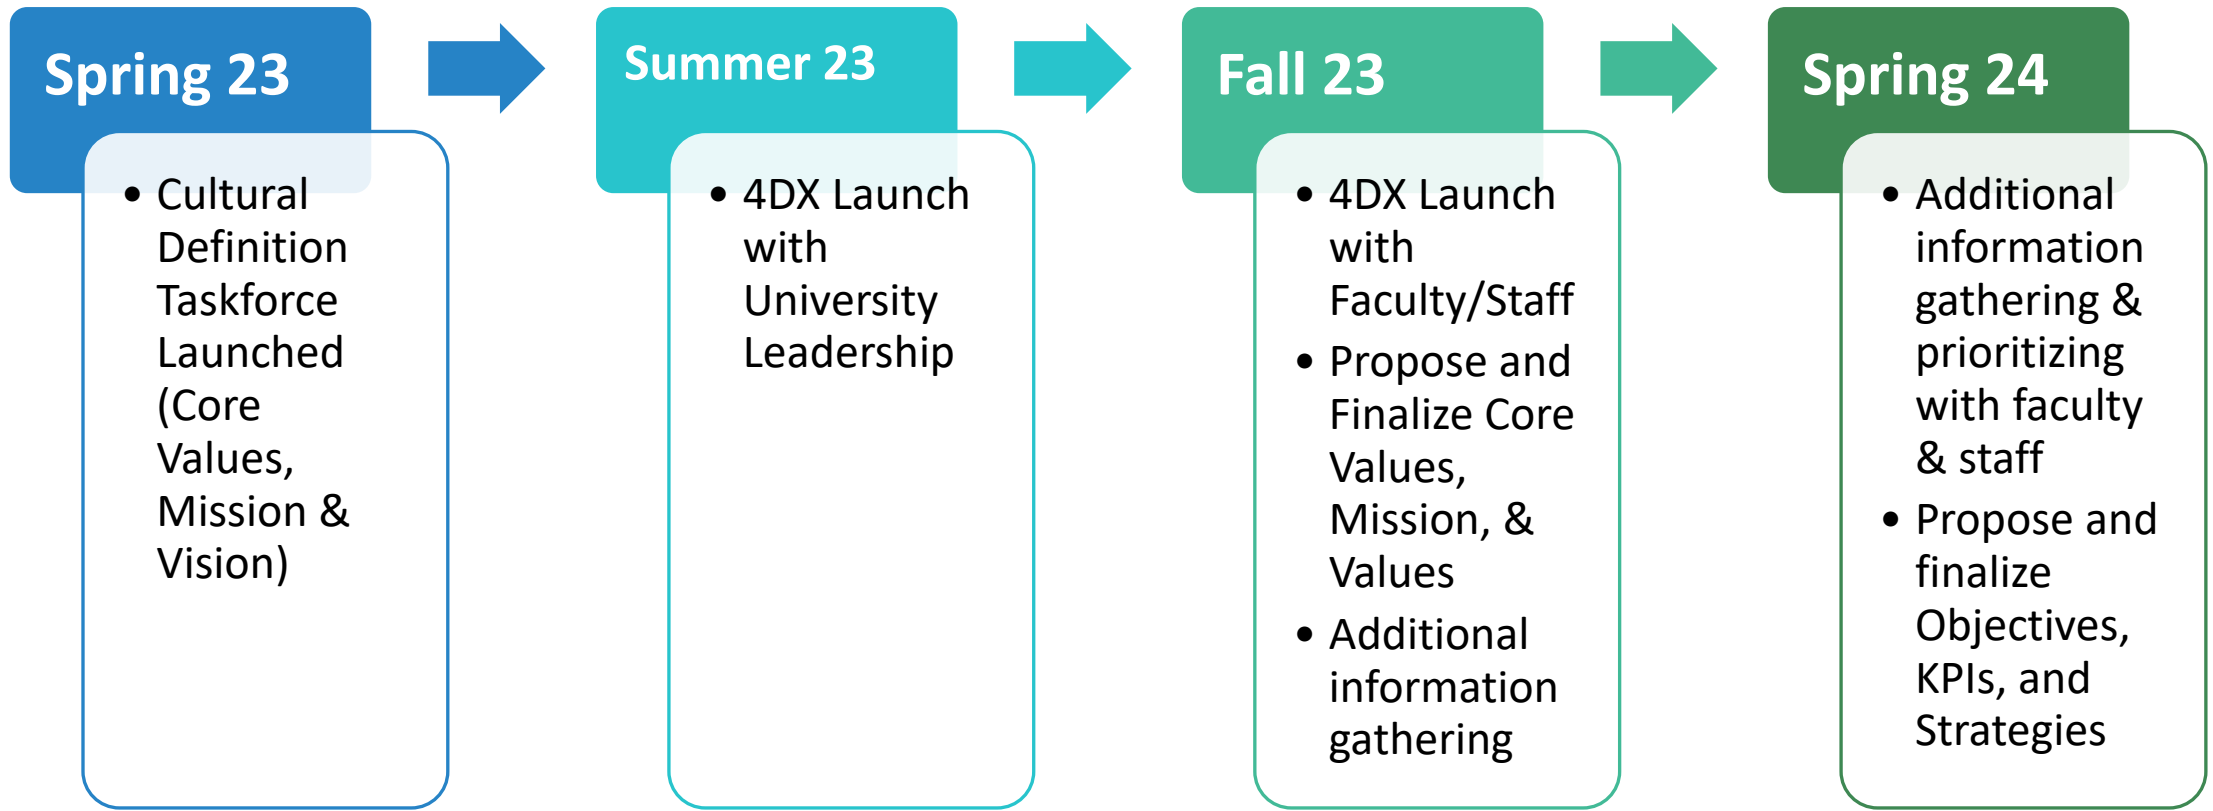 Spring 23
• Cultural
Definition
Taskforce
Launched
(Core
Values,
Mission &
Vision)
Summer 23
• 4DX Launch
with
University
Leadership
Fall 23
• 4DX Launch
with
Faculty/Staff
• Propose and
Finalize Core
Values,
Mission, &
Values
• Additional
information
gathering
Spring 24
• Additional
information
gathering &
prioritizing
with faculty
& staff
• Propose and
finalize
Objectives,
KPIs, and
Strategies